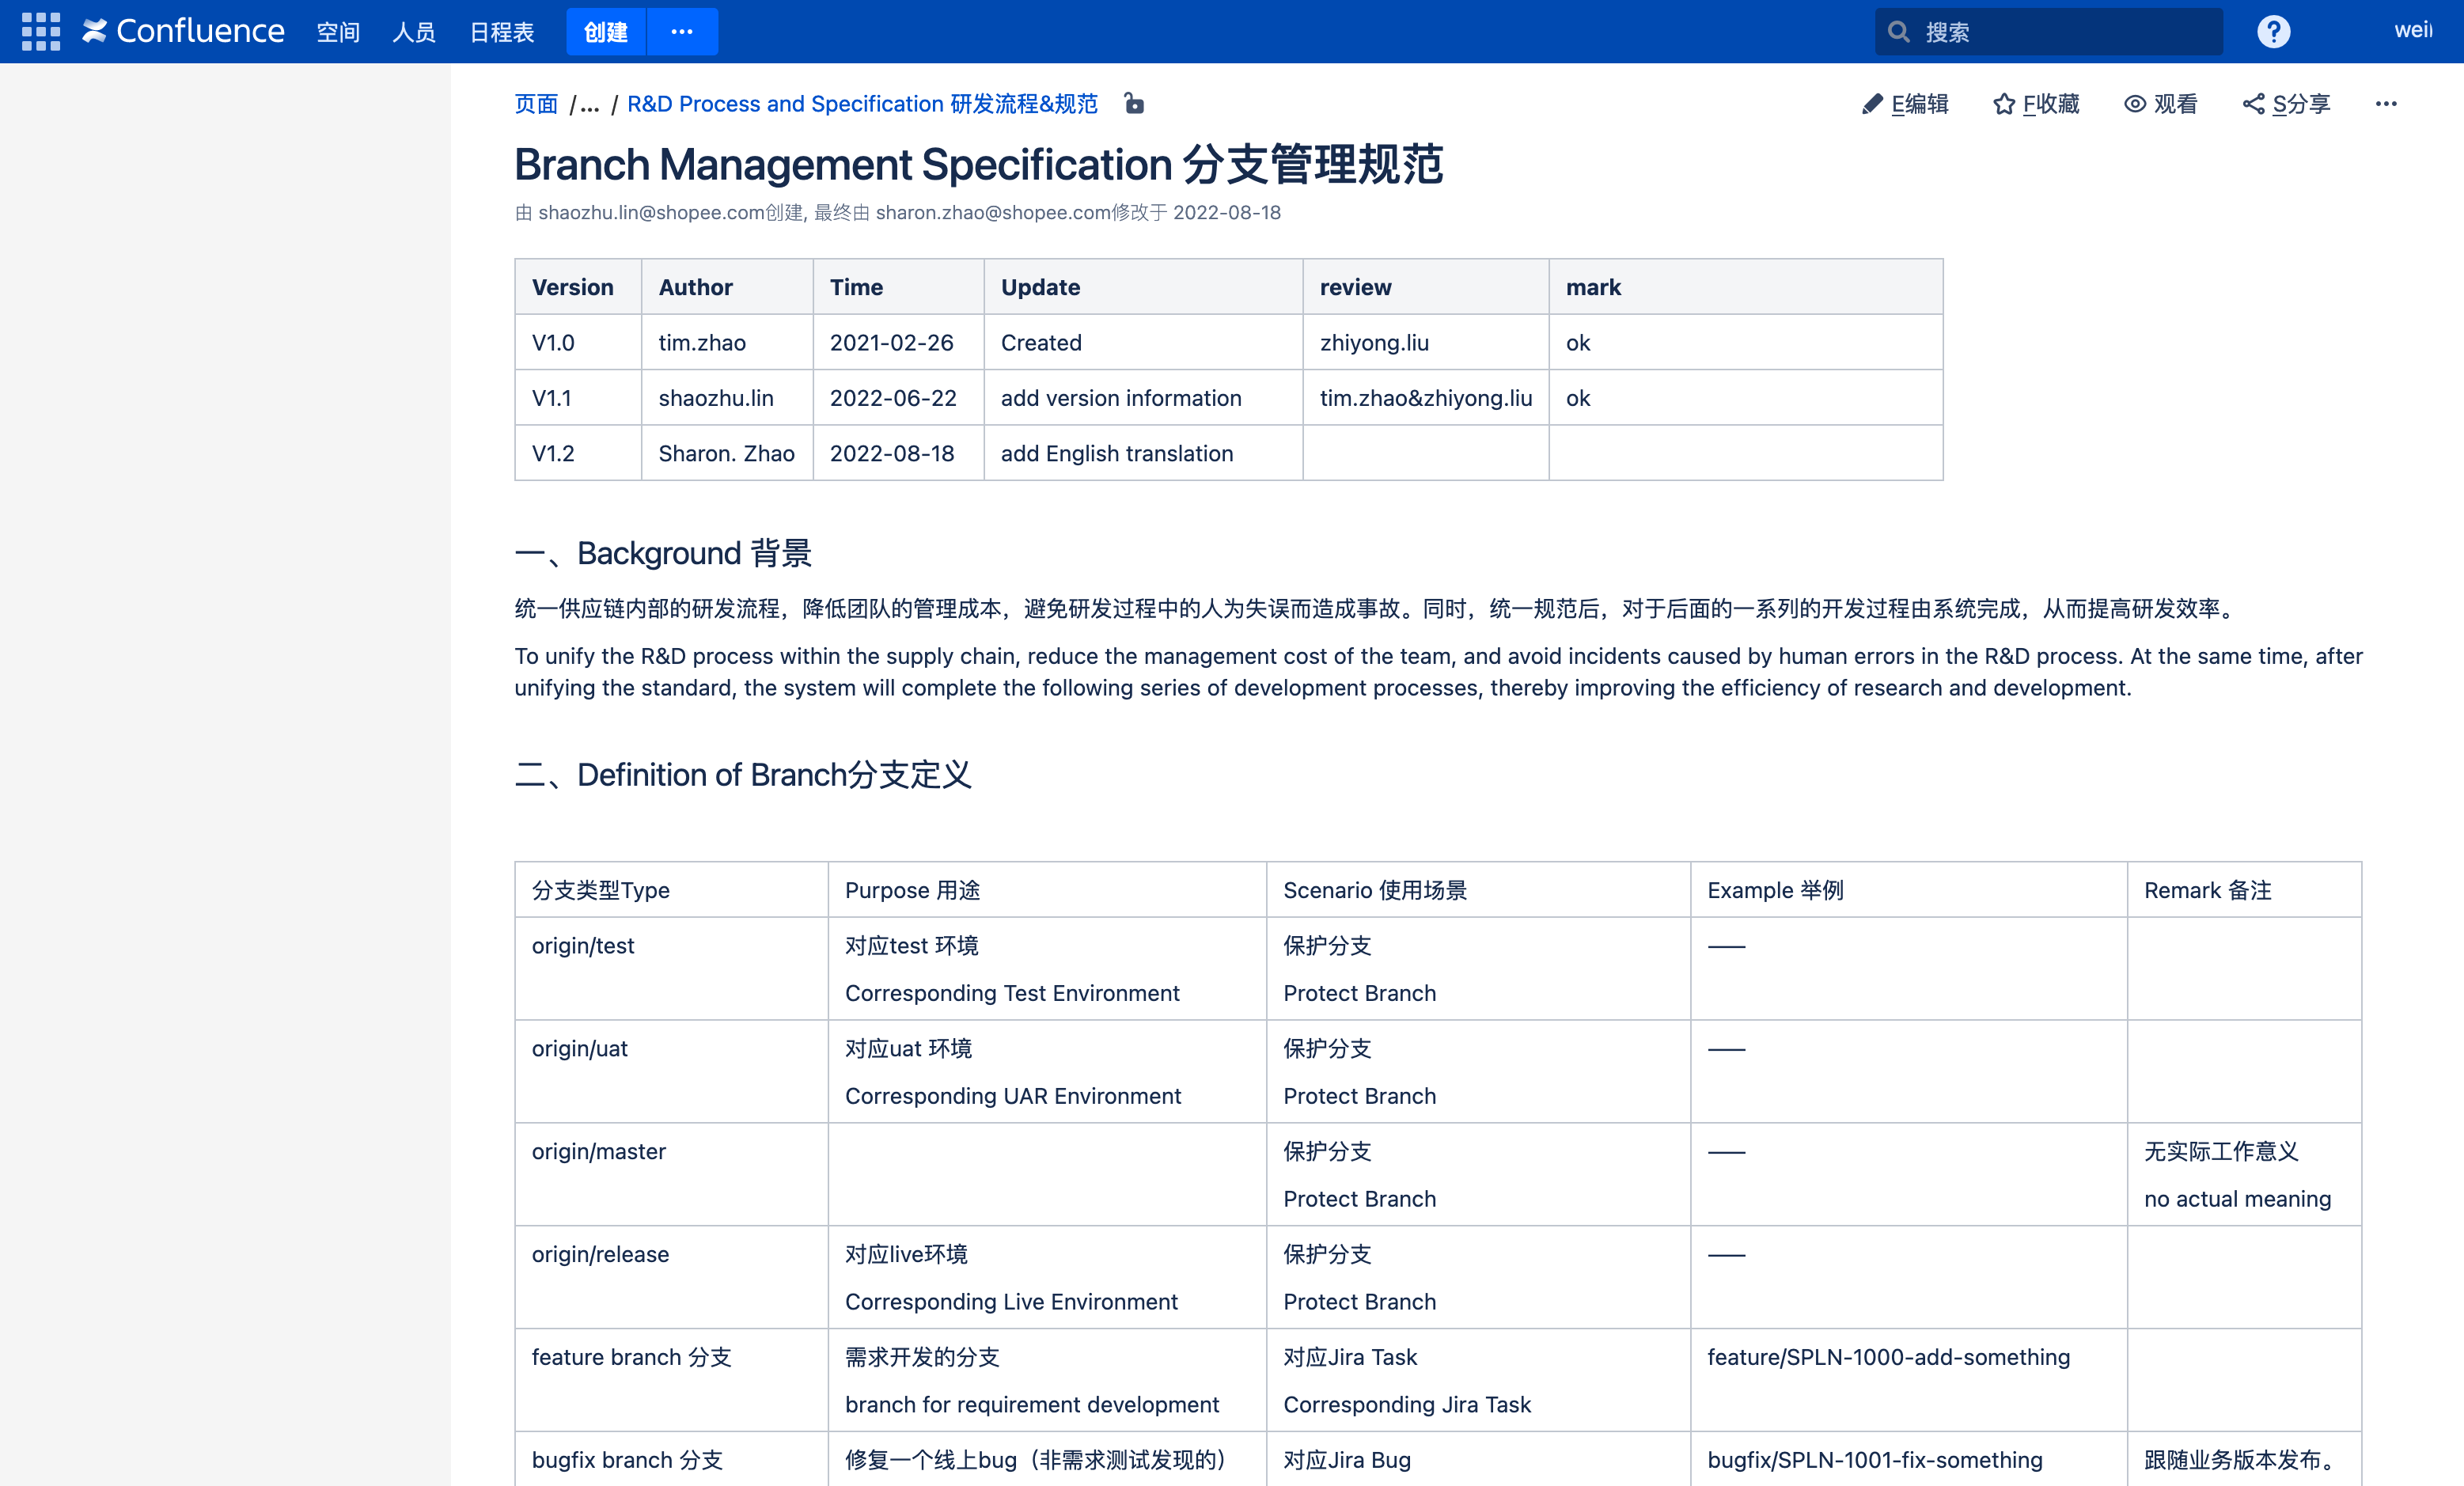 Confluence 空间 人员 日程表 创建 ··· 搜索 ?
页面 /... / R&D Process and Specification 研发流程&规范 E编辑 F收藏 观看 S分享 ···
Branch Management Specification 分支管理规范
由 shaozhu.lin@shopee.com创建, 最终由 sharon.zhao@shopee.com修改于 2022-08-18
Version Author Time Update review mark
V1.0 tim.zhao 2021-02-26 Created zhiyong.liu ok
V1.1 shaozhu.lin 2022-06-22 add version information tim.zhao&zhiyong.liu ok
V1.2 Sharon. Zhao 2022-08-18 add English translation
一、Background 背景
统一供应链内部的研发流程，降低团队的管理成本，避免研发过程中的人为失误而造成事故。同时，统一规范后，对于后面的一系列的开发过程由系统完成，从而提高研发效率。
To unify the R&D process within the supply chain, reduce the management cost of the team, and avoid incidents caused by human errors in the R&D process. At the same time, after
unifying the standard, the system will complete the following series of development processes, thereby improving the efficiency of research and development.
二、Definition of Branch分支定义
分支类型Type Purpose 用途 Scenario 使用场景 Example 举例 Remark 备注
origin/test 对应test 环境 保护分支 ——
Corresponding Test Environment Protect Branch
origin/uat 对应uat 环境 保护分支 ——
Corresponding UAR Environment Protect Branch
origin/master 保护分支 —— 无实际工作意义
Protect Branch no actual meaning
origin/release 对应live环境 保护分支 ——
Corresponding Live Environment Protect Branch
feature branch 分支 需求开发的分支 对应Jira Task feature/SPLN-1000-add-something
branch for requirement development Corresponding Jira Task
bugfix branch 分支 修复一个线上bug（非需求测试发现的） 对应Jira Bug bugfix/SPLN-1001-fix-something 跟随业务版本发布。